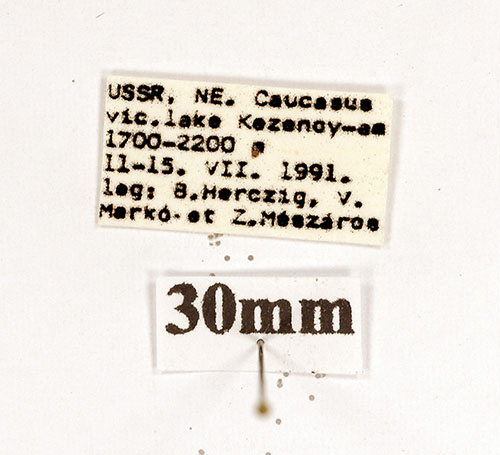 USSR, NE. Caucasus
vic.lake Kezenoy-am
1700-2200 m
11-15. VII. 1991.
leg: B.Herczig, V.
Markó et Z.Mészáros
30mm